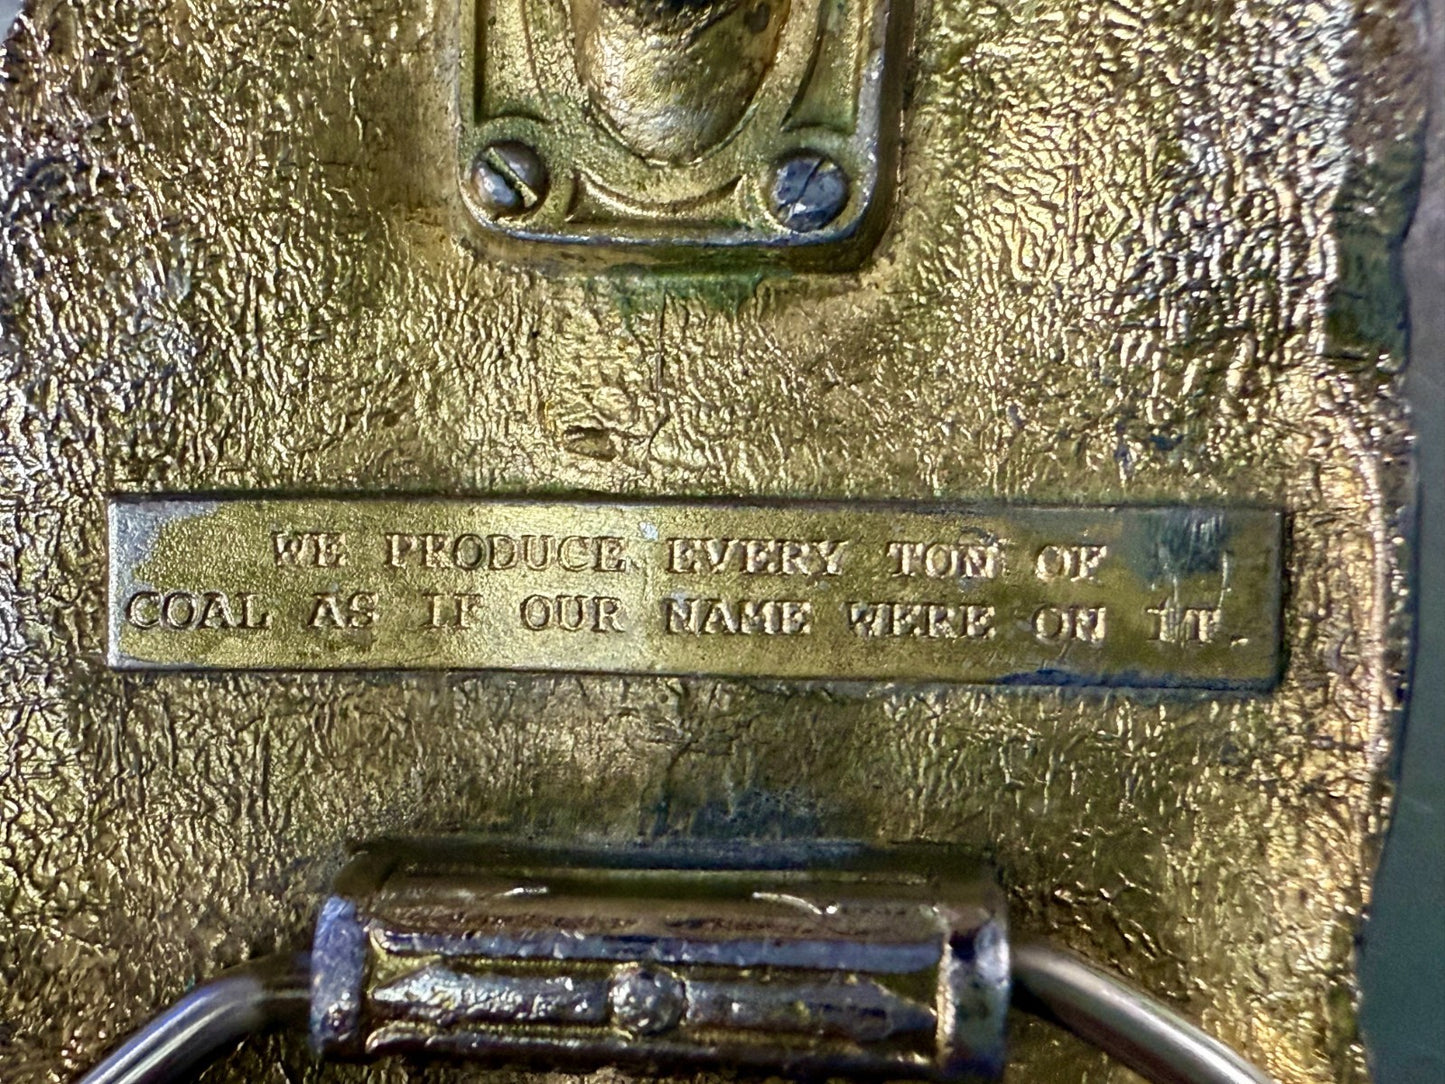 WE PRODUCE EVERY TON OF
COAL AS IF OUR NAME WERE ON IT.